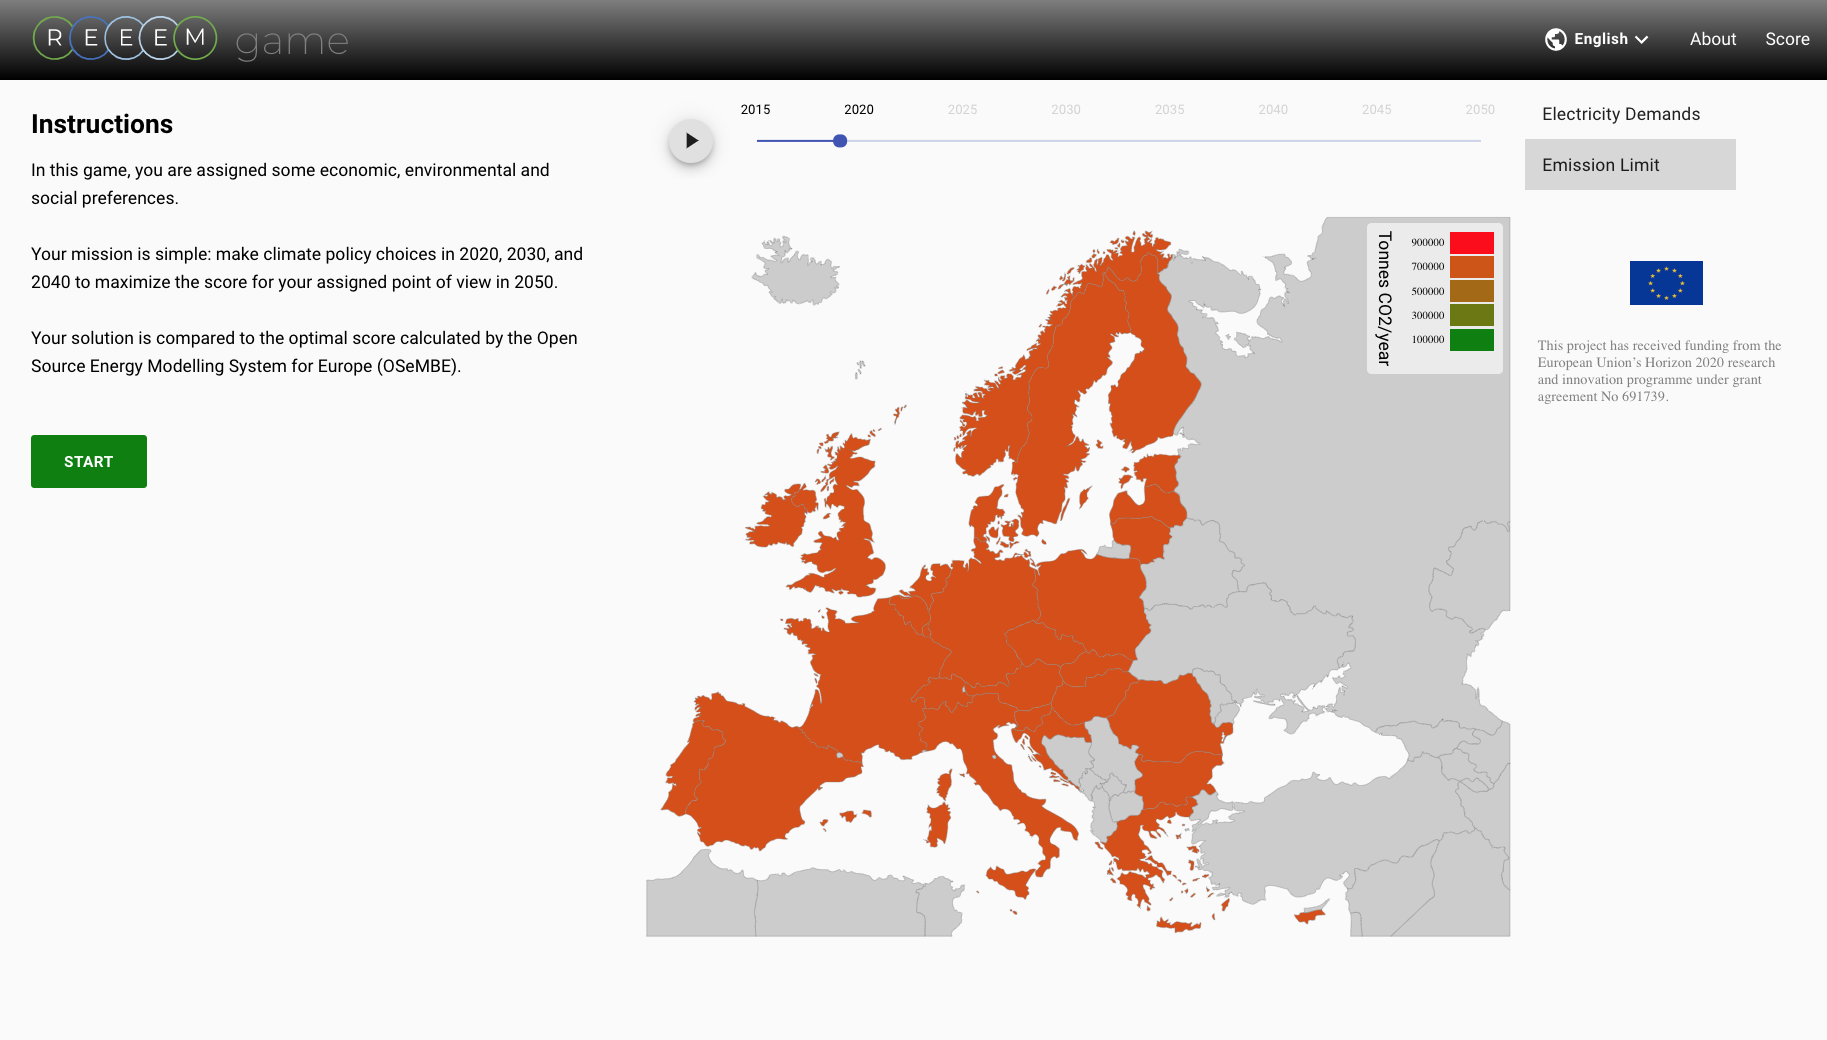 REEEM game
English
About
Score
Instructions
In this game, you are assigned some economic, environmental and
social preferences.
Your mission is simple: make climate policy choices in 2020, 2030, and
2040 to maximize the score for your assigned point of view in 2050.
Your solution is compared to the optimal score calculated by the Open
Source Energy Modelling System for Europe (OSeMBE).
START
2015 2020 2025 2030 2035 2040 2045 2050
Tonnes CO2/year
900000
700000
500000
300000
100000
Electricity Demands
Emission Limit
This project has received funding from the
European Union’s Horizon 2020 research
and innovation programme under grant
agreement No 691739.